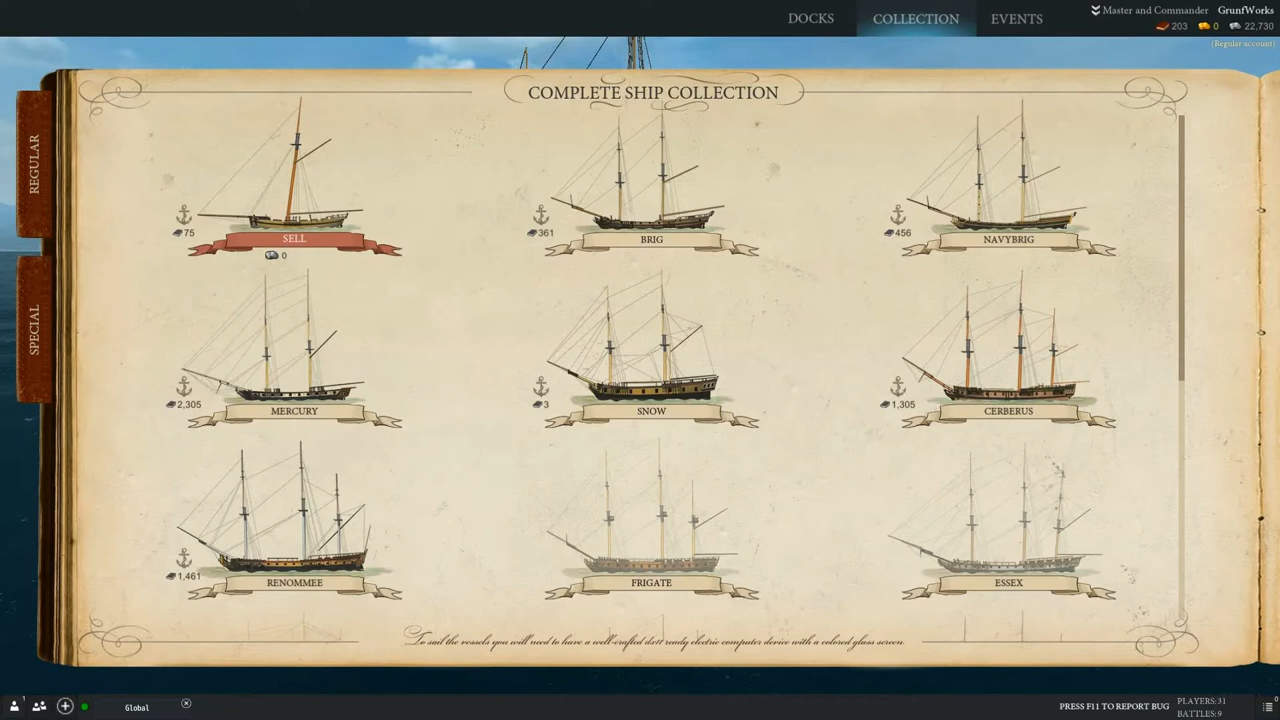 DOCKS
COLLECTION
EVENTS
Master and Commander GrunfWorks
203 0 22,730
(Regular account)
COMPLETE SHIP COLLECTION
REGULAR
SPECIAL
75
SELL
0
361
BRIG
456
NAVYBRIG
2,305
MERCURY
3
SNOW
1,305
CERBERUS
1,461
RENOMMEE
FRIGATE
ESSEX
To sail the vessels you will need to have a well-crafted dx11 ready electric computer device with a colored glass screen.
1
Global
PRESS F11 TO REPORT BUG
PLAYERS:31
BATTLES:9
0